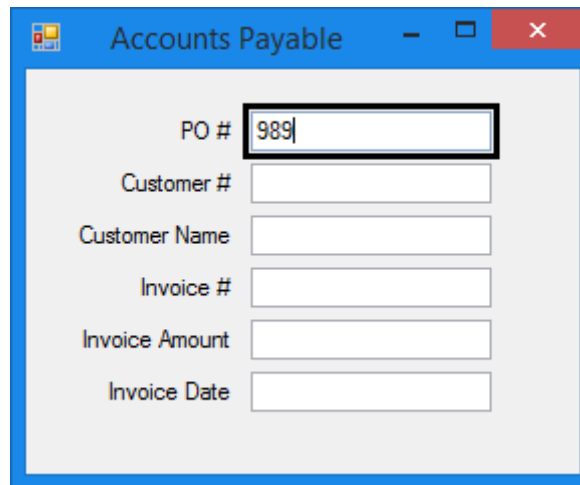 Accounts Payable
PO # 989
Customer #
Customer Name
Invoice #
Invoice Amount
Invoice Date